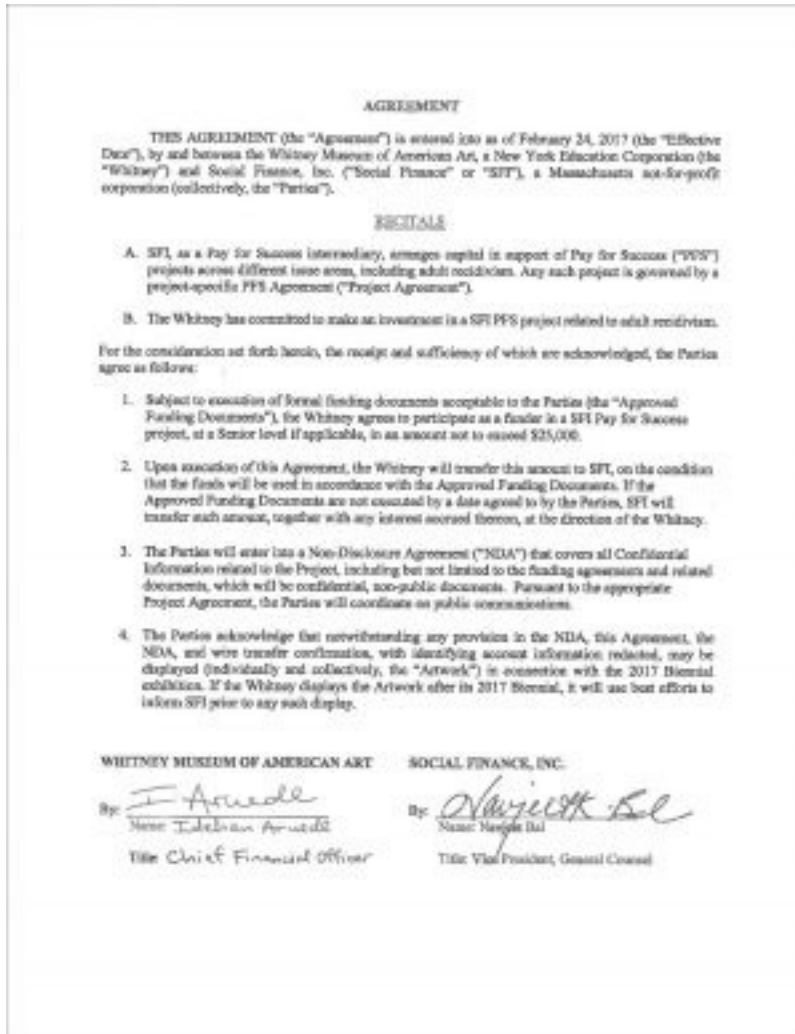 AGREEMENT
THIS AGREEMENT (the "Agreement") is entered into as of February 24, 2017 (the "Effective
Date"), by and between the Whitney Museum of American Art, a New York Education Corporation (the
"Whitney") and Social Finance, Inc. ("Social Finance" or "SFI"), a Massachusetts not-for-profit
corporation (collectively, the "Parties").
RECITALS
A. SFI, as a Pay for Success intermediary, arranges capital in support of Pay for Success ("PFS")
projects across different issue areas, including adult recidivism. Any such project is governed by a
project-specific PFS Agreement ("Project Agreement").
B. The Whitney has committed to make an investment in a SFI PFS project related to adult recidivism.
For the consideration set forth herein, the receipt and sufficiency of which are acknowledged, the Parties
agree as follows:
1. Subject to execution of formal funding documents acceptable to the Parties (the "Approved
Funding Documents"), the Whitney agrees to participate as a funder in a SFI Pay for Success
project, at a Senior level if applicable, in an amount not to exceed $25,000.
2. Upon execution of this Agreement, the Whitney will transfer this amount to SFI, on the condition
that the funds will be used in accordance with the Approved Funding Documents. If the
Approved Funding Documents are not executed by a date agreed to by the Parties, SFI will
transfer such amount, together with any interest accrued thereon, at the direction of the Whitney.
3. The Parties will enter into a Non-Disclosure Agreement ("NDA") that covers all Confidential
Information related to the Project, including but not limited to the funding agreements and related
documents, which will be confidential, non-public documents. Pursuant to the appropriate
Project Agreement, the Parties will coordinate on public communications.
4. The Parties acknowledge that notwithstanding any provision in the NDA, this Agreement, the
NDA, and wire transfer confirmation, with identifying account information redacted, may be
displayed (individually and collectively, the "Artwork") in connection with the 2017 Biennial
exhibition. If the Whitney displays the Artwork after its 2017 Biennial, it will use best efforts to
inform SFI prior to any such display.
WHITNEY MUSEUM OF AMERICAN ART
SOCIAL FINANCE, INC.
By:
Name:
Title: Chief Financial Officer
By:
Name: Navjeet Bal
Title: Vice President, General Counsel